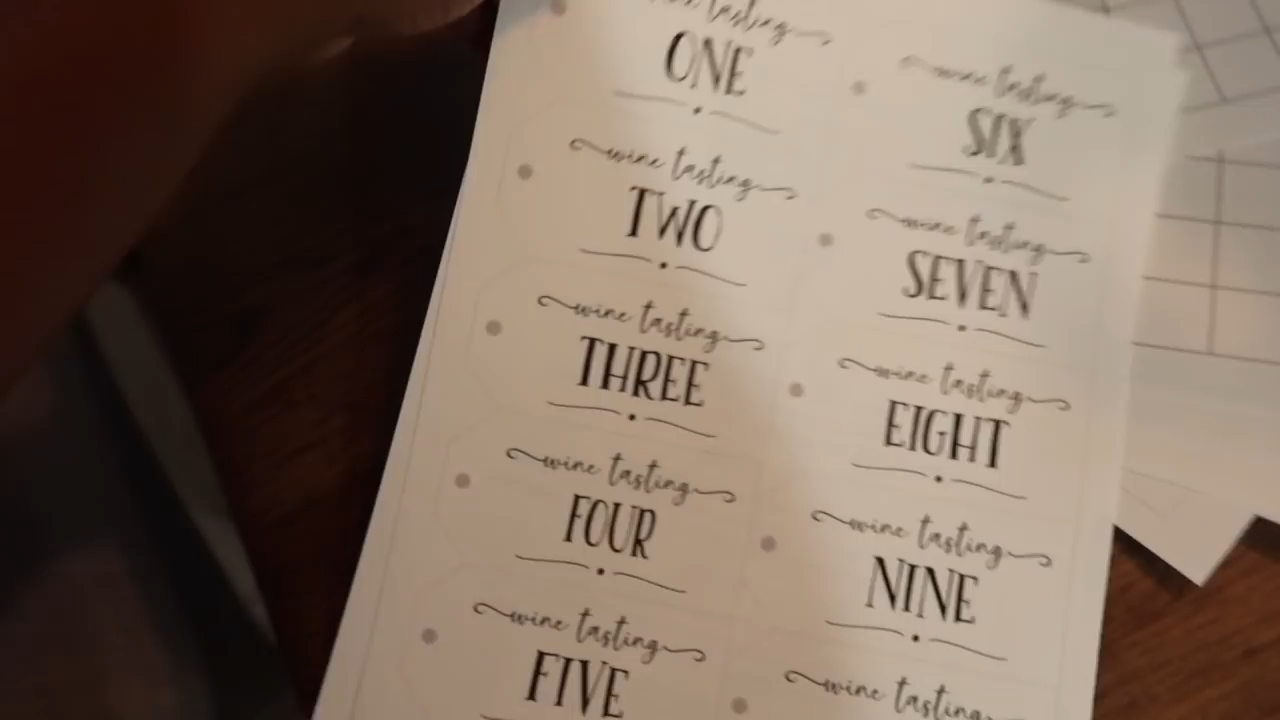 wine tasting
ONE
wine tasting
TWO
wine tasting
THREE
wine tasting
FOUR
wine tasting
FIVE
wine tasting
SIX
wine tasting
SEVEN
wine tasting
EIGHT
wine tasting
NINE
wine tasting